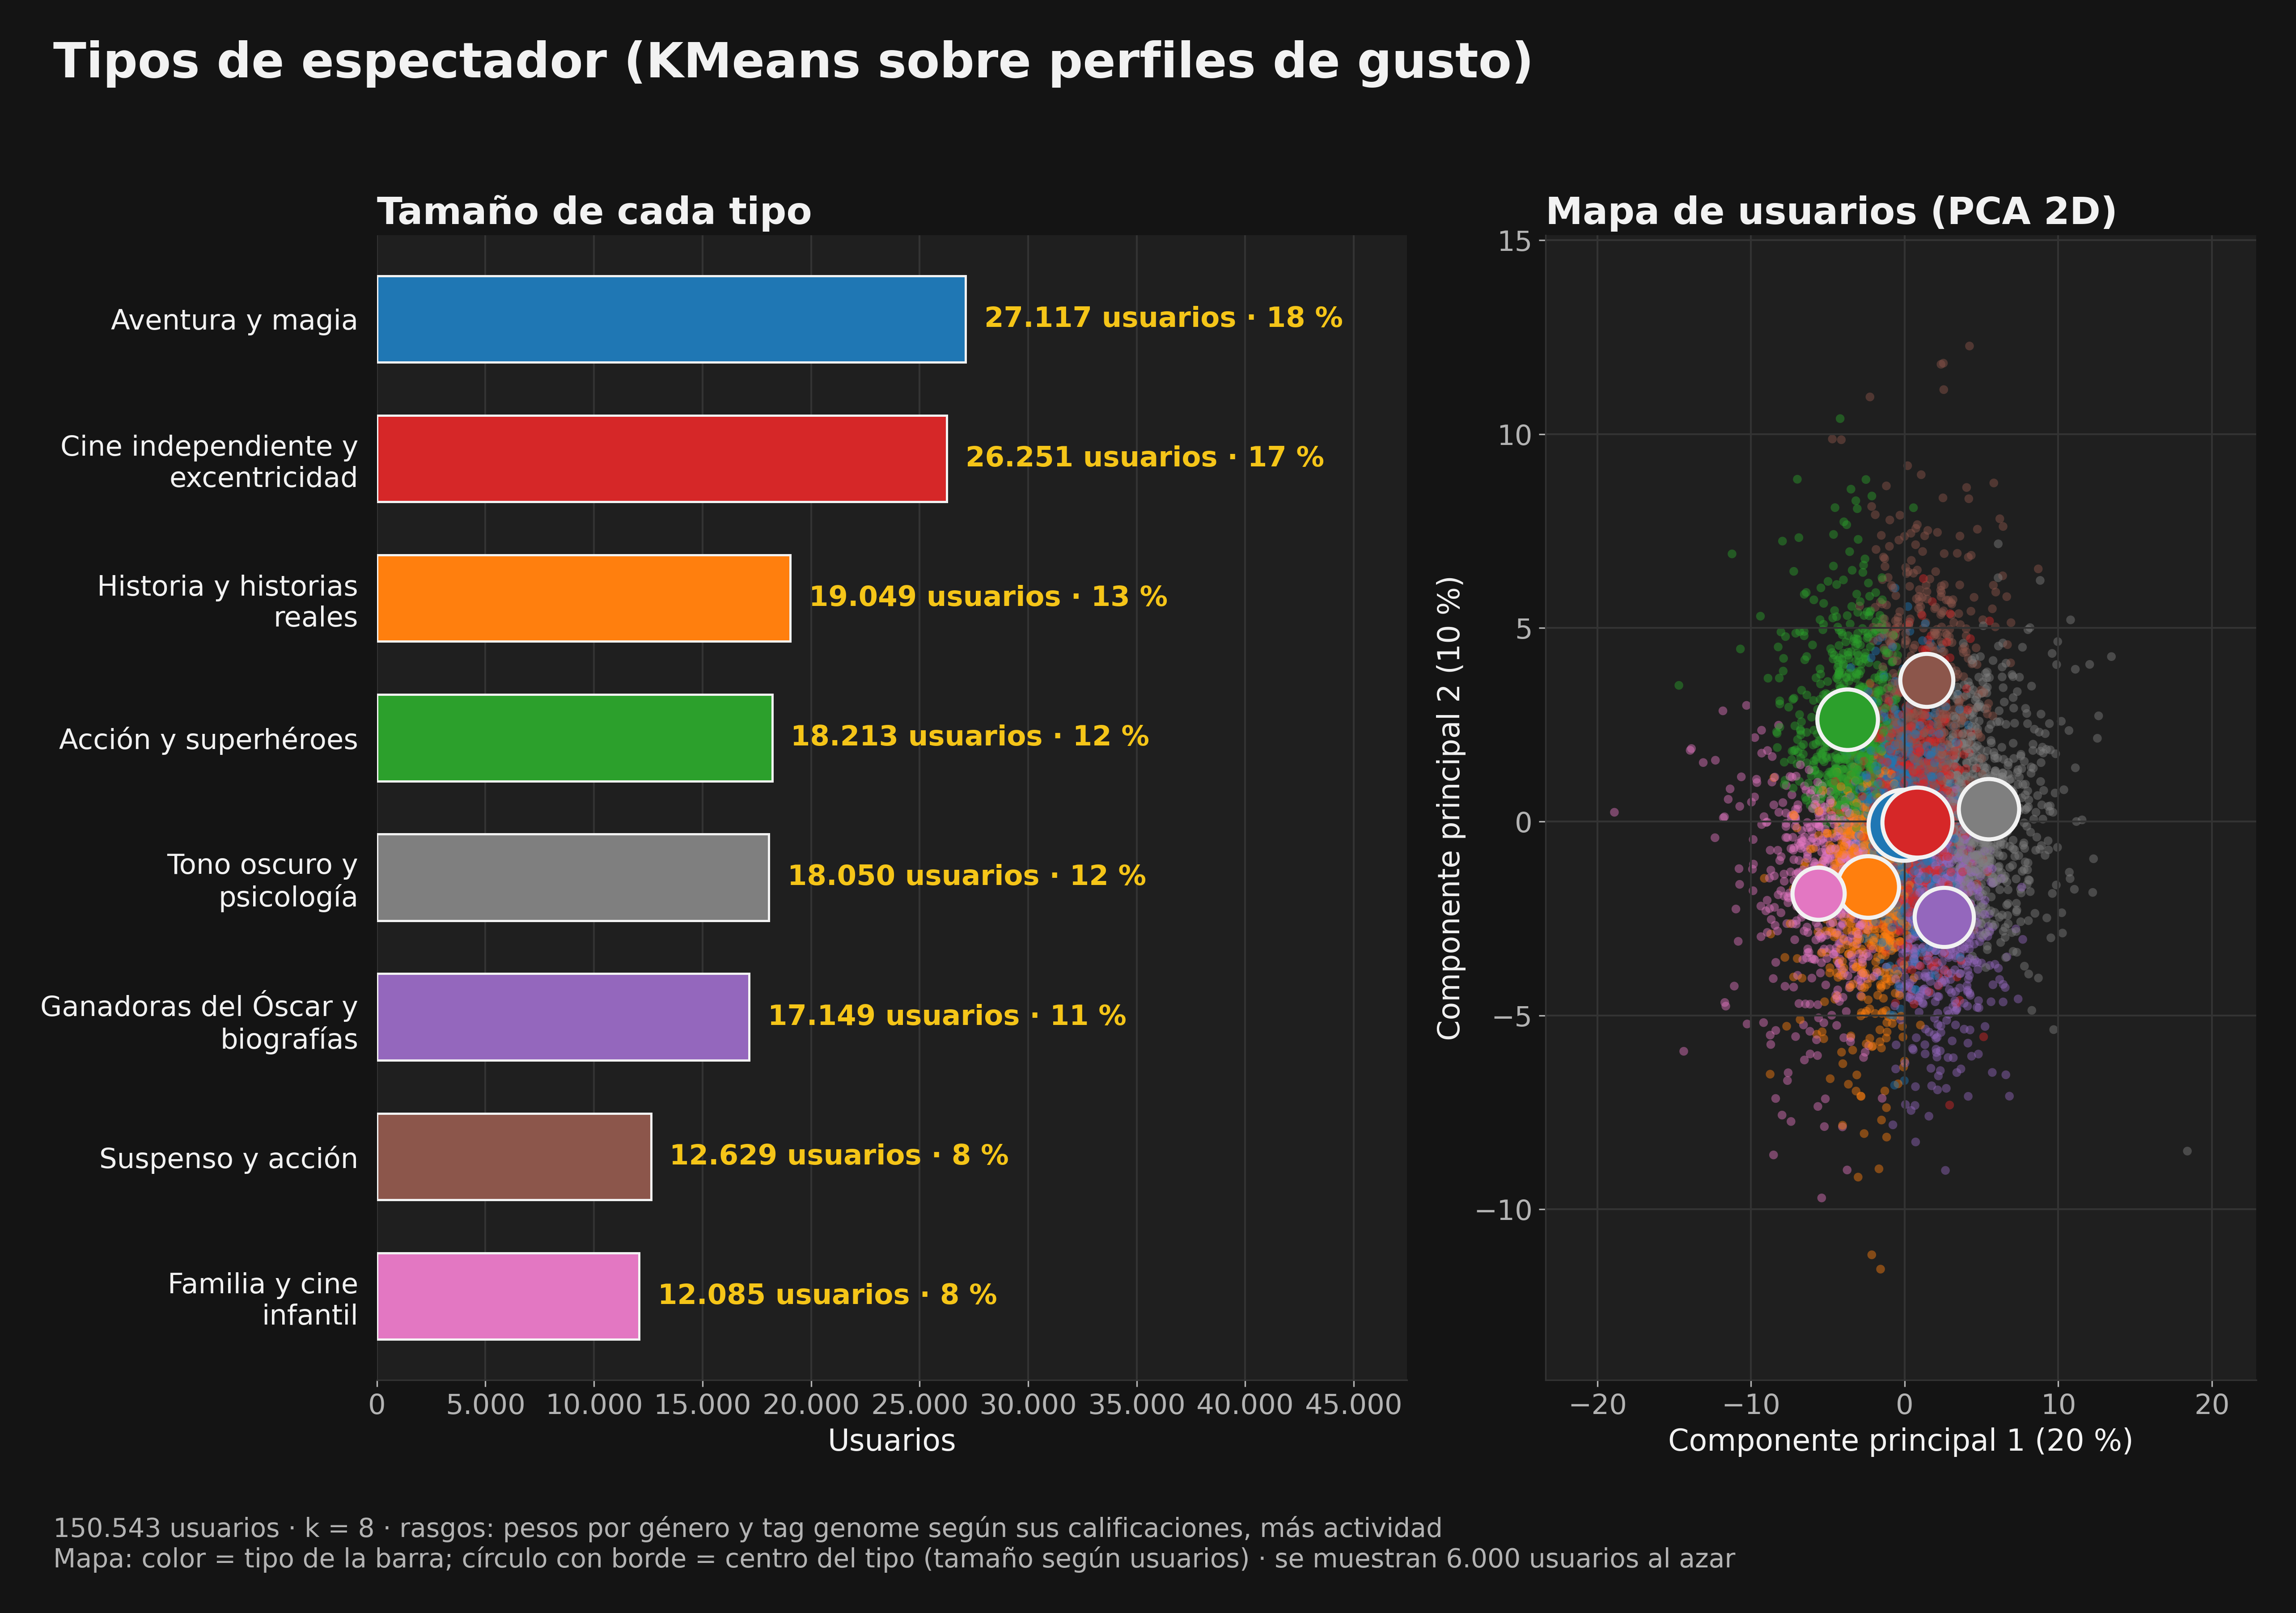 Tipos de espectador (KMeans sobre perfiles de gusto)
Tamaño de cada tipo
Aventura y magia
27.117 usuarios · 18 %
Cine independiente y
excentricidad
26.251 usuarios · 17 %
Historia y historias
reales
19.049 usuarios · 13 %
Acción y superhéroes
18.213 usuarios · 12 %
Tono oscuro y
psicología
18.050 usuarios · 12 %
Ganadoras del Óscar y
biografías
17.149 usuarios · 11 %
Suspenso y acción
12.629 usuarios · 8 %
Familia y cine
infantil
12.085 usuarios · 8 %
0 5.000 10.000 15.000 20.000 25.000 30.000 35.000 40.000 45.000
Usuarios
Mapa de usuarios (PCA 2D)
15
10
5
0
−5
−10
Componente principal 2 (10 %)
−20 −10 0 10 20
Componente principal 1 (20 %)
150.543 usuarios · k = 8 · rasgos: pesos por género y tag genome según sus calificaciones, más actividad
Mapa: color = tipo de la barra; círculo con borde = centro del tipo (tamaño según usuarios) · se muestran 6.000 usuarios al azar